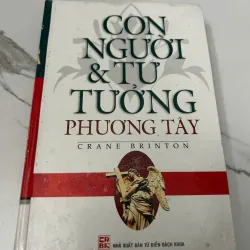 CON
NGƯỜI
& TƯ
TƯỞNG
PHƯƠNG TÂY
CRANE BRINTON
NHÀ XUẤT BẢN TỪ ĐIỂN BÁCH KHOA